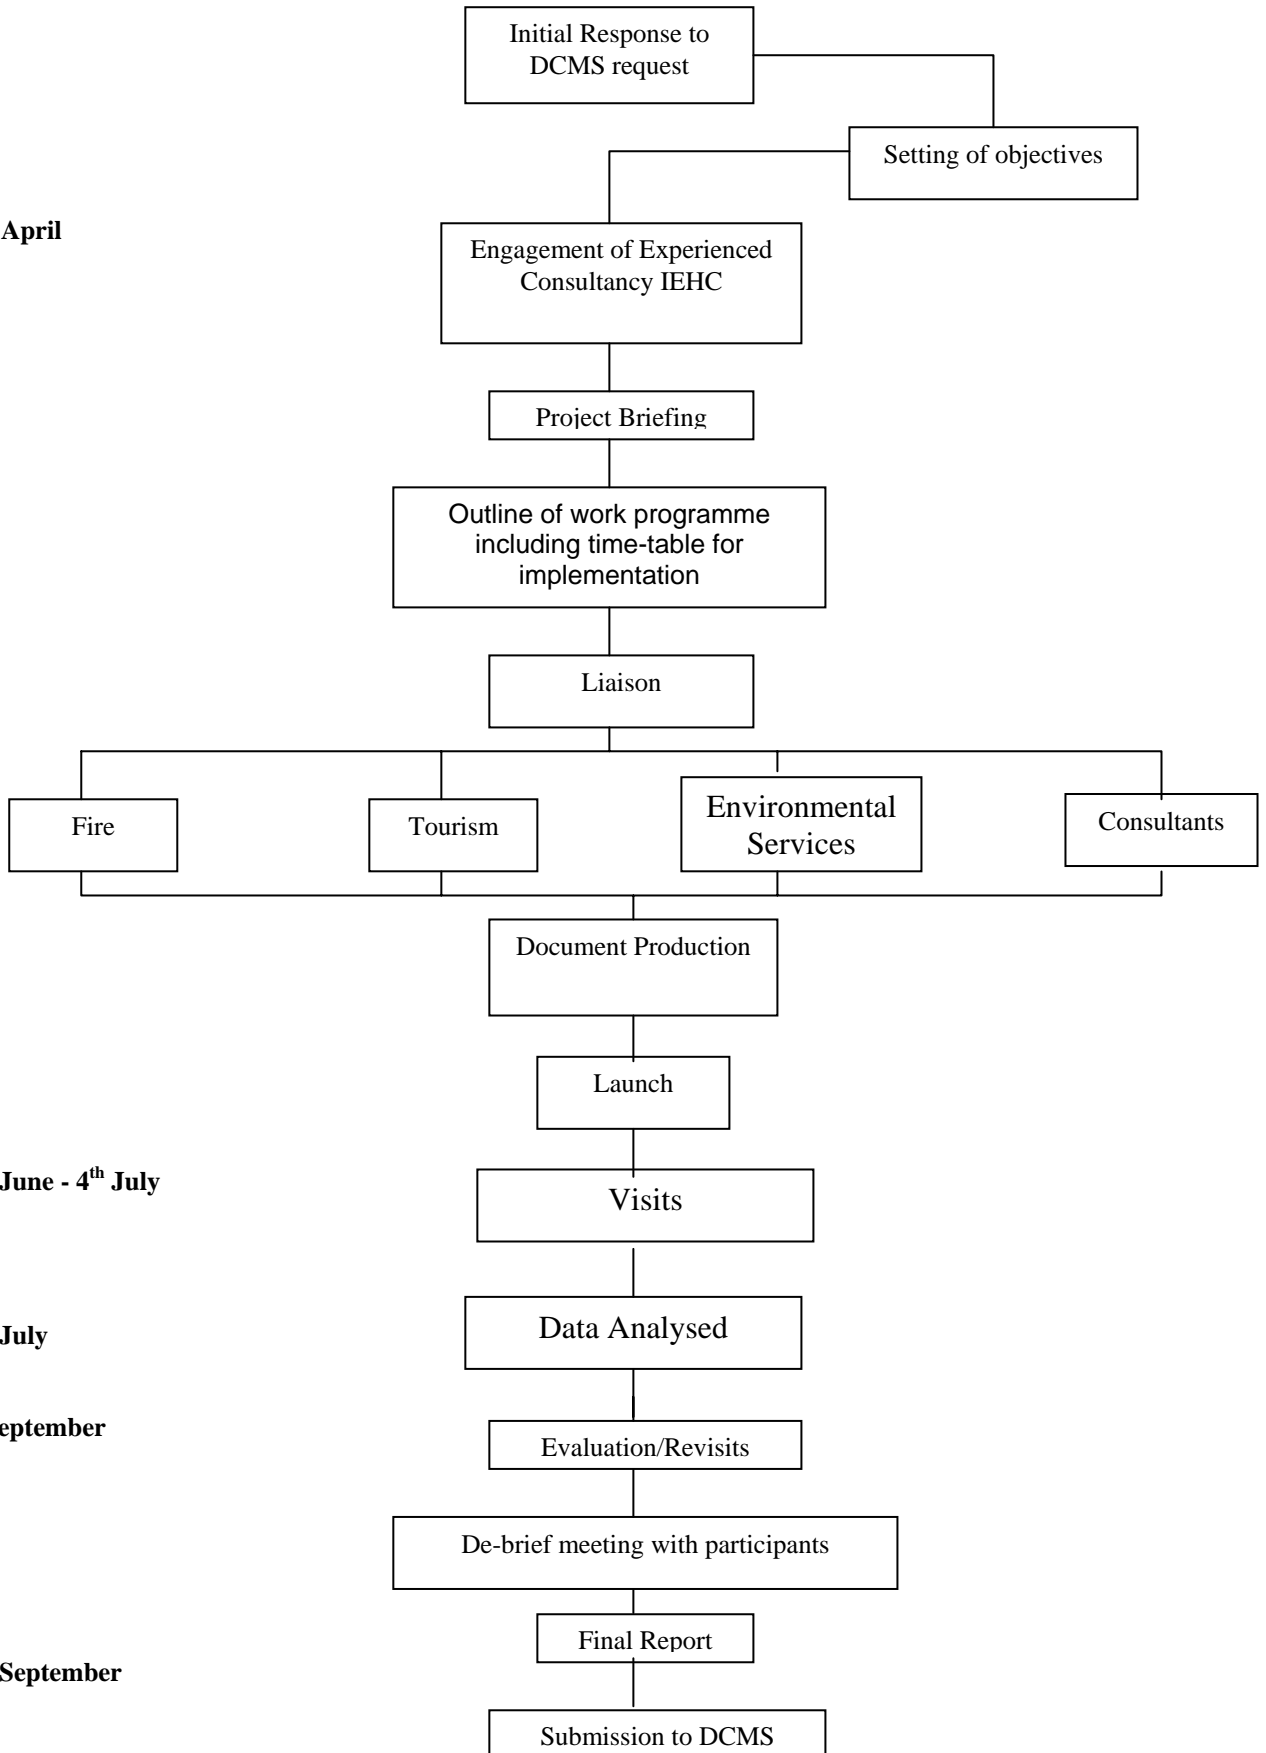 Initial Response to
DCMS request
Setting of objectives
April
Engagement of Experienced
Consultancy IEHC
Project Briefing
Outline of work programme
including time-table for
implementation
Liaison
Fire
Tourism
Environmental
Services
Consultants
Document Production
Launch
June - 4th July
Visits
July
Data Analysed
eptember
Evaluation/Revisits
De-brief meeting with participants
Final Report
September
Submission to DCMS